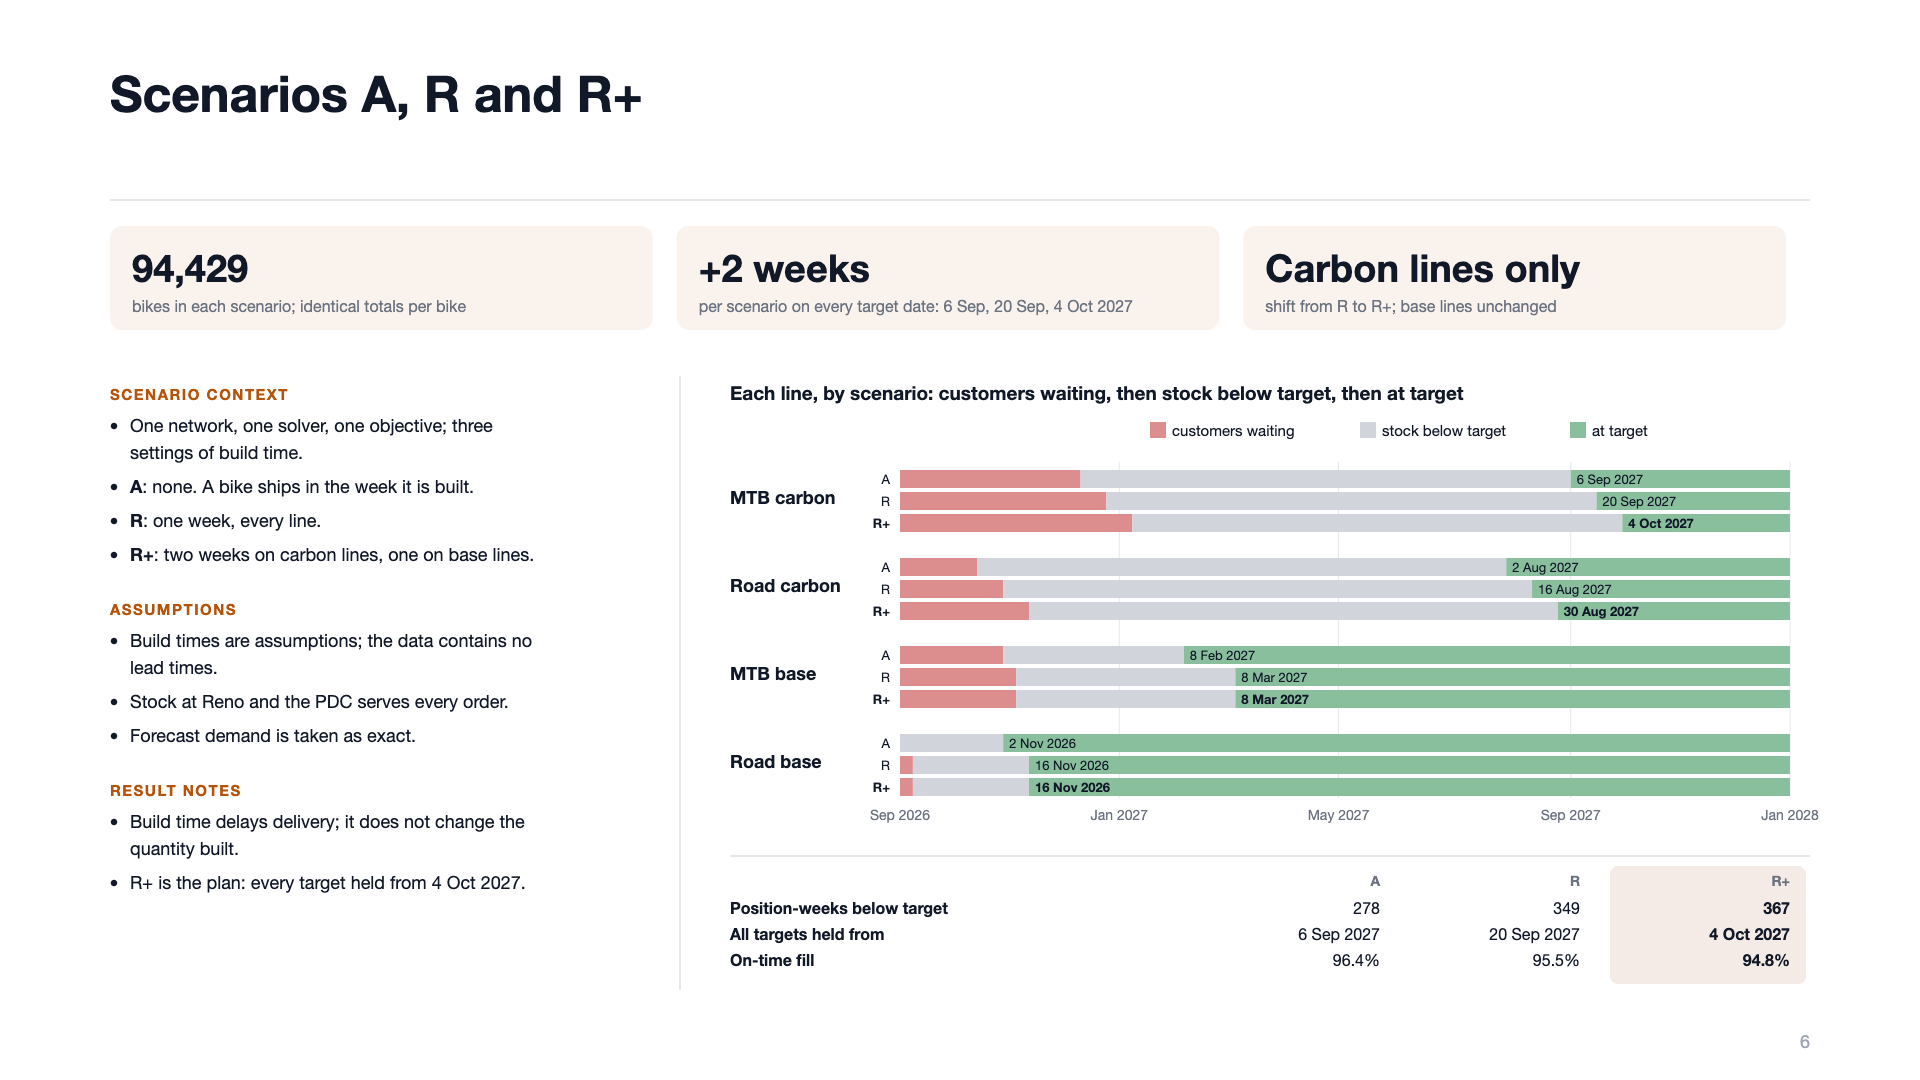 Scenarios A, R and R+
94,429
bikes in each scenario; identical totals per bike
+2 weeks
per scenario on every target date: 6 Sep, 20 Sep, 4 Oct 2027
Carbon lines only
shift from R to R+; base lines unchanged
SCENARIO CONTEXT
• One network, one solver, one objective; three
settings of build time.
• A: none. A bike ships in the week it is built.
• R: one week, every line.
• R+: two weeks on carbon lines, one on base lines.
ASSUMPTIONS
• Build times are assumptions; the data contains no
lead times.
• Stock at Reno and the PDC serves every order.
• Forecast demand is taken as exact.
RESULT NOTES
• Build time delays delivery; it does not change the
quantity built.
• R+ is the plan: every target held from 4 Oct 2027.
Each line, by scenario: customers waiting, then stock below target, then at target
customers waiting stock below target at target
MTB carbon
A 6 Sep 2027
R 20 Sep 2027
R+ 4 Oct 2027
Road carbon
A 2 Aug 2027
R 16 Aug 2027
R+ 30 Aug 2027
MTB base
A 8 Feb 2027
R 8 Mar 2027
R+ 8 Mar 2027
Road base
A 2 Nov 2026
R 16 Nov 2026
R+ 16 Nov 2026
Sep 2026 Jan 2027 May 2027 Sep 2027 Jan 2028
A R R+
Position-weeks below target 278 349 367
All targets held from 6 Sep 2027 20 Sep 2027 4 Oct 2027
On-time fill 96.4% 95.5% 94.8%
6